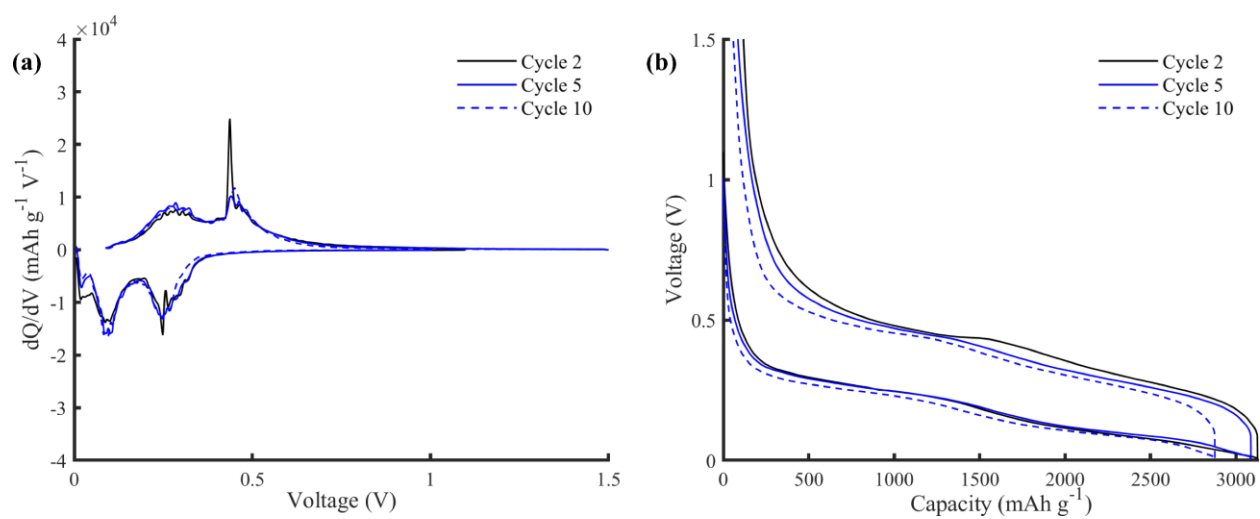 (a)
×10⁴
4
3
2
1
0
-1
-2
-3
-4
dQ/dV (mAh g⁻¹ V⁻¹)
0
0.5
1
1.5
Voltage (V)
Cycle 2
Cycle 5
Cycle 10
(b)
1.5
1
0.5
0
Voltage (V)
0
500
1000
1500
2000
2500
3000
Capacity (mAh g⁻¹)
Cycle 2
Cycle 5
Cycle 10